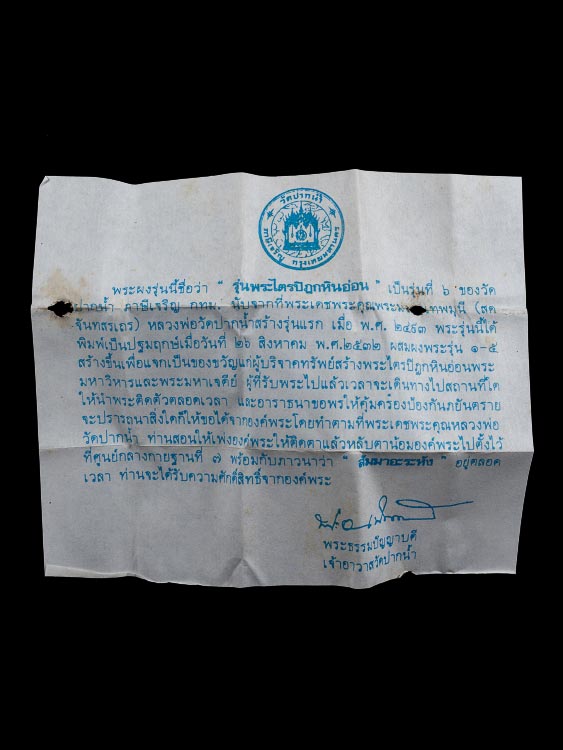 วัดปากน้ำ
ภาษีเจริญ กรุงเทพมหานคร
พระผงรุ่นนี้ชื่อว่า " รุ่นพระไตรปิฎกหินอ่อน " เป็นรุ่นที่ ๖ ของวัด
ปากน้ำ ภาษีเจริญ กทม. นับจากที่พระเดชพระคุณพระม เทพมุนี (สด
จันทสรเถร) หลวงพ่อวัดปากน้ำสร้างรุ่นแรก เมื่อ พ.ศ. ๒๔๙๓ พระรุ่นนี้ได้
พิมพ์เป็นปฐมฤกษ์เมื่อวันที่ ๒๖ สิงหาคม พ.ศ.๒๕๓๒ ผสมผงพระรุ่น ๑-๕
สร้างขึ้นเพื่อแจกเป็นของขวัญแก่ผู้บริจาคทรัพย์สร้างพระไตรปิฎกหินอ่อนพระ
มหาวิหารและพระมหาเจดีย์ ผู้ที่รับพระไปแล้วเวลาจะเดินทางไปสถานที่ใด
ให้นำพระติดตัวตลอดเวลา และอาราธนาขอพรให้คุ้มครองป้องกันภยันตราย
จะปรารถนาสิ่งใดก็ให้ขอได้จากองค์พระโดยทำตามที่พระเดชพระคุณหลวงพ่อ
วัดปากน้ำ ท่านสอนให้เพ่งองค์พระให้ติดตาแล้วหลับตาน้อมองค์พระไปตั้งไว้
ที่ศูนย์กลางกายฐานที่ ๗ พร้อมกับภาวนาว่า " สัมมาอะระหัง " อยู่ตลอด
เวลา ท่านจะได้รับความศักดิ์สิทธิ์จากองค์พระ
พระธรรมปัญญาบดี
เจ้าอาวาสวัดปากน้ำ